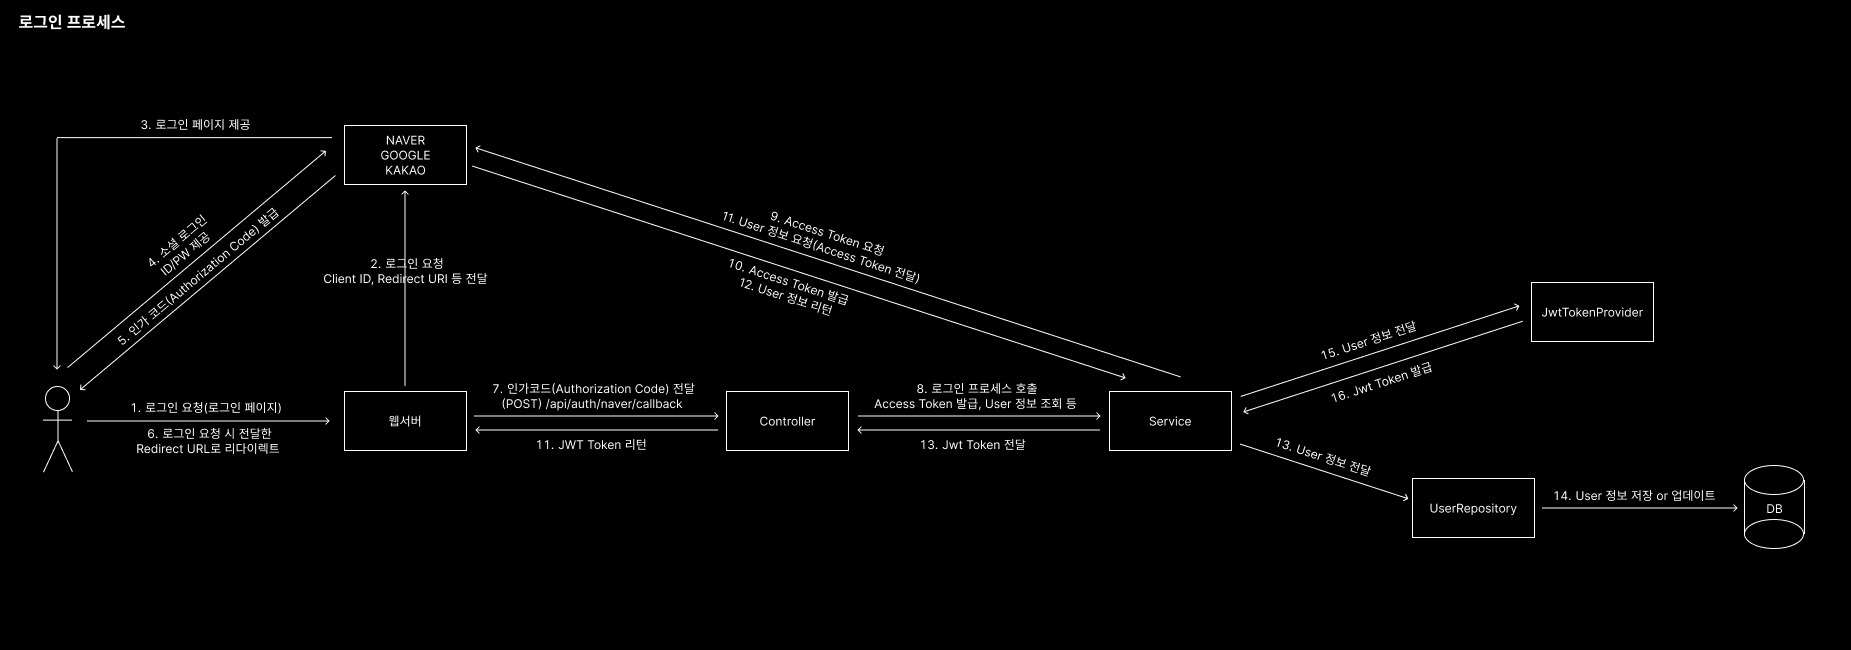 로그인 프로세스
3. 로그인 페이지 제공
NAVER
GOOGLE
KAKAO
4. 소셜 로그인
ID/PW 제공
5. 인가 코드(Authorization Code) 발급
2. 로그인 요청
Client ID, Redirect URI 등 전달
9. Access Token 요청
11. User 정보 요청(Access Token 전달)
10. Access Token 발급
12. User 정보 리턴
JwtTokenProvider
15. User 정보 전달
16. Jwt Token 발급
1. 로그인 요청(로그인 페이지)
6. 로그인 요청 시 전달한
Redirect URL로 리다이렉트
웹서버
7. 인가코드(Authorization Code) 전달
(POST) /api/auth/naver/callback
11. JWT Token 리턴
Controller
8. 로그인 프로세스 호출
Access Token 발급, User 정보 조회 등
13. Jwt Token 전달
Service
13. User 정보 전달
UserRepository
14. User 정보 저장 or 업데이트
DB